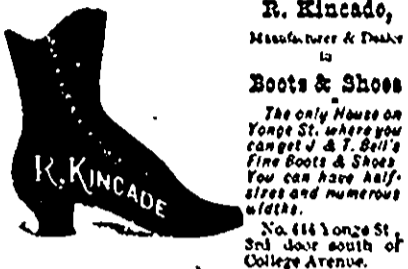 R. KINCADE
R. Kincade,
Manufacturer & Dealer
in
Boots & Shoes
The only House on
Yonge St. where you
can get J. & T. Bell's
Fine Boots & Shoes.
You can have half-
sizes and numerous
widths.
No. Yonge St.,
3rd door south of
College Avenue.